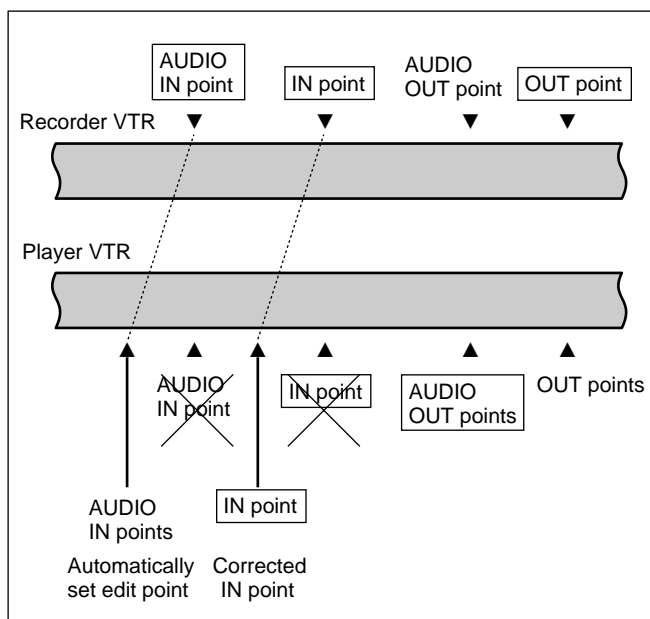 AUDIO
IN point
IN point
AUDIO
OUT point
OUT point
Recorder VTR
Player VTR
AUDIO
IN point
IN point
AUDIO
OUT points
OUT points
AUDIO
IN points
IN point
Automatically
set edit point
Corrected
IN point